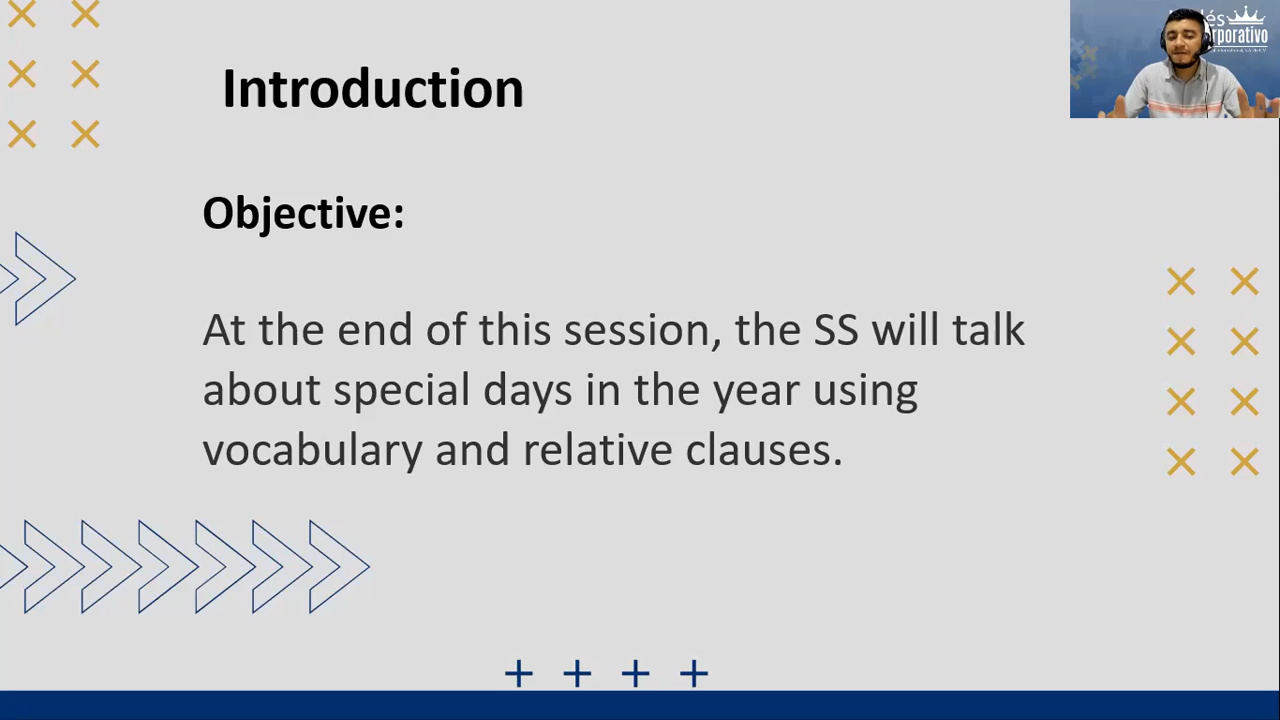 Introduction
Objective:
At the end of this session, the SS will talk
about special days in the year using
vocabulary and relative clauses.